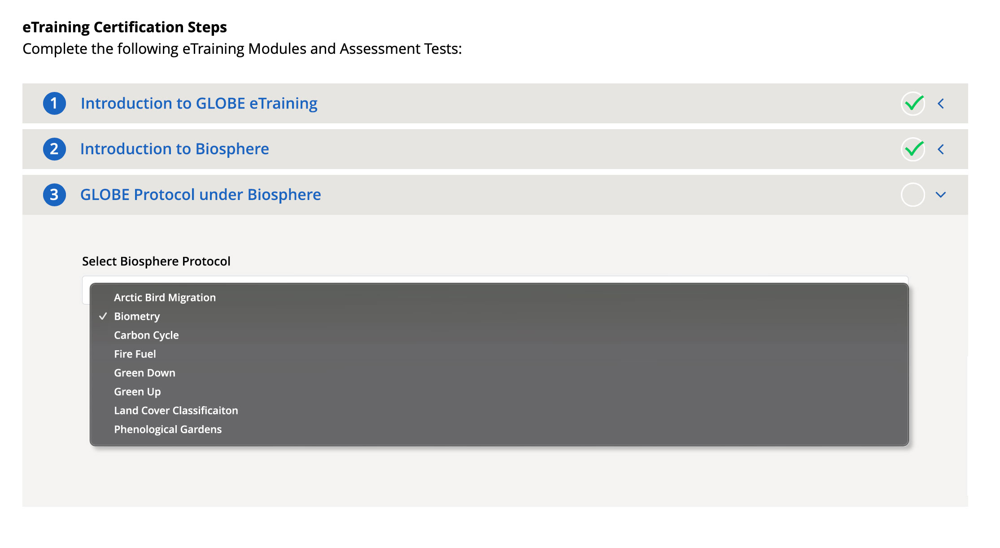 eTraining Certification Steps
Complete the following eTraining Modules and Assessment Tests:
1 Introduction to GLOBE eTraining
2 Introduction to Biosphere
3 GLOBE Protocol under Biosphere
Select Biosphere Protocol
Arctic Bird Migration
Biometry
Carbon Cycle
Fire Fuel
Green Down
Green Up
Land Cover Classificaiton
Phenological Gardens